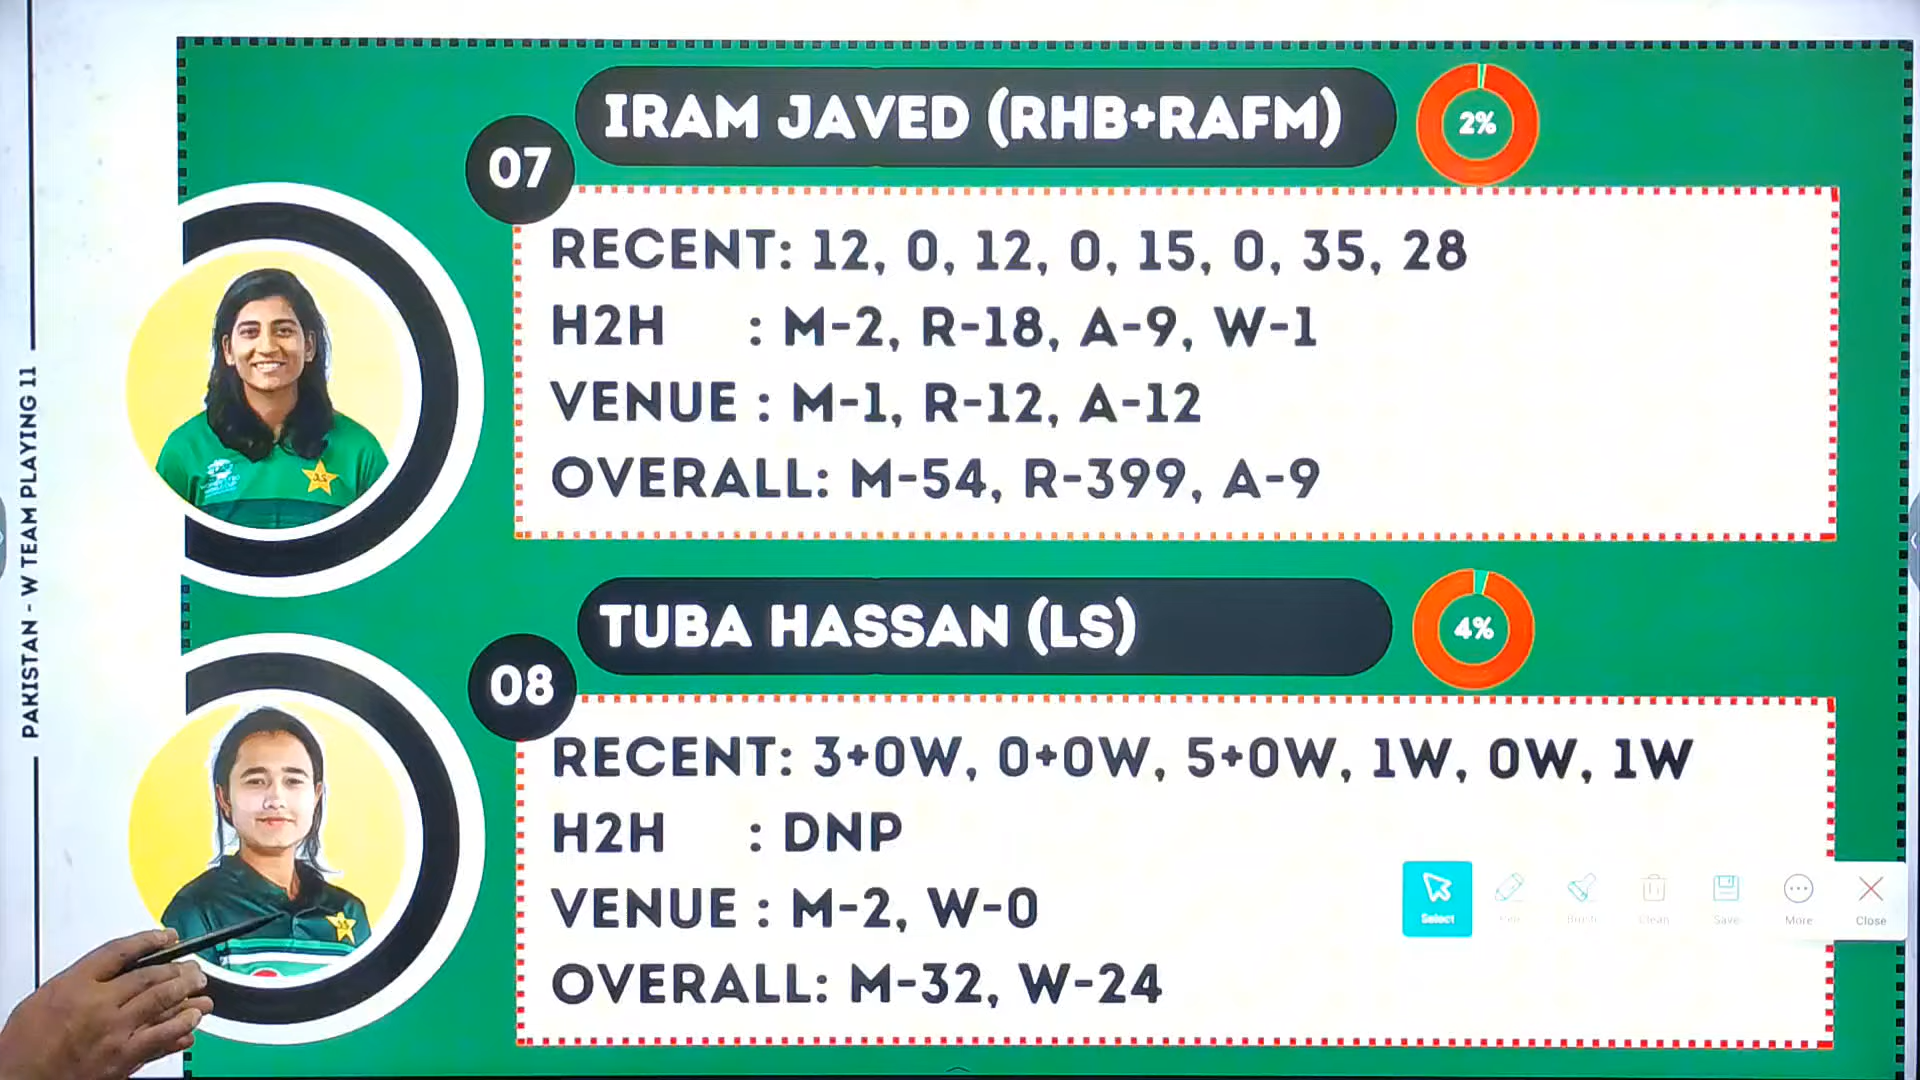 PAKISTAN - W TEAM PLAYING 11
IRAM JAVED (RHB+RAFM)
2%
07
RECENT: 12, 0, 12, 0, 15, 0, 35, 28
H2H : M-2, R-18, A-9, W-1
VENUE : M-1, R-12, A-12
OVERALL: M-54, R-399, A-9
TUBA HASSAN (LS)
4%
08
RECENT: 3+0W, 0+0W, 5+0W, 1W, 0W, 1W
H2H : DNP
VENUE : M-2, W-0
OVERALL: M-32, W-24
Select
Brush
Clean
Save
More
Close